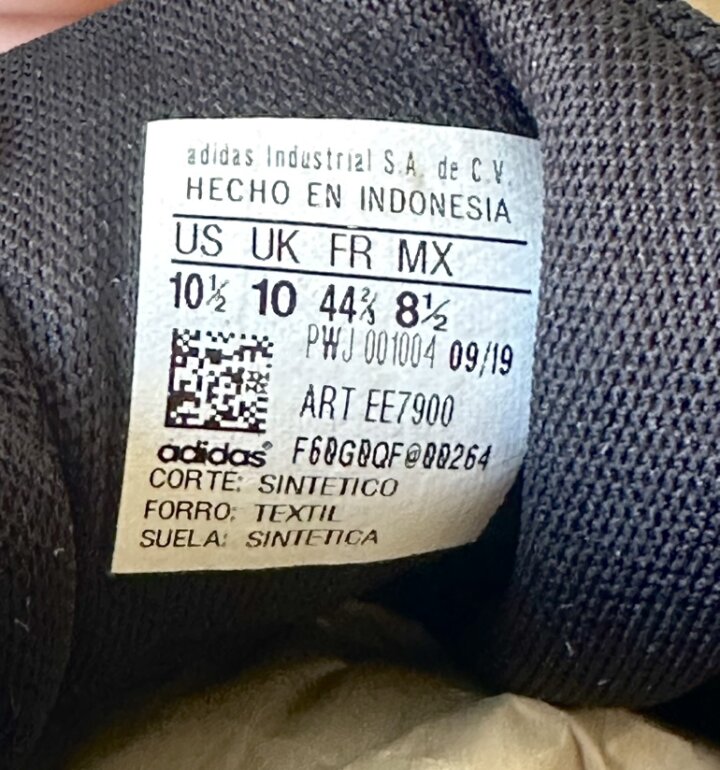 adidas Industrial S.A. de C.V.
HECHO EN INDONESIA
US UK FR MX
10½ 10 44⅔ 8½
PWJ 001004 09/19
ART EE7900
adidas® F60G0QF@00264
CORTE: SINTETICO
FORRO: TEXTIL
SUELA: SINTETICA